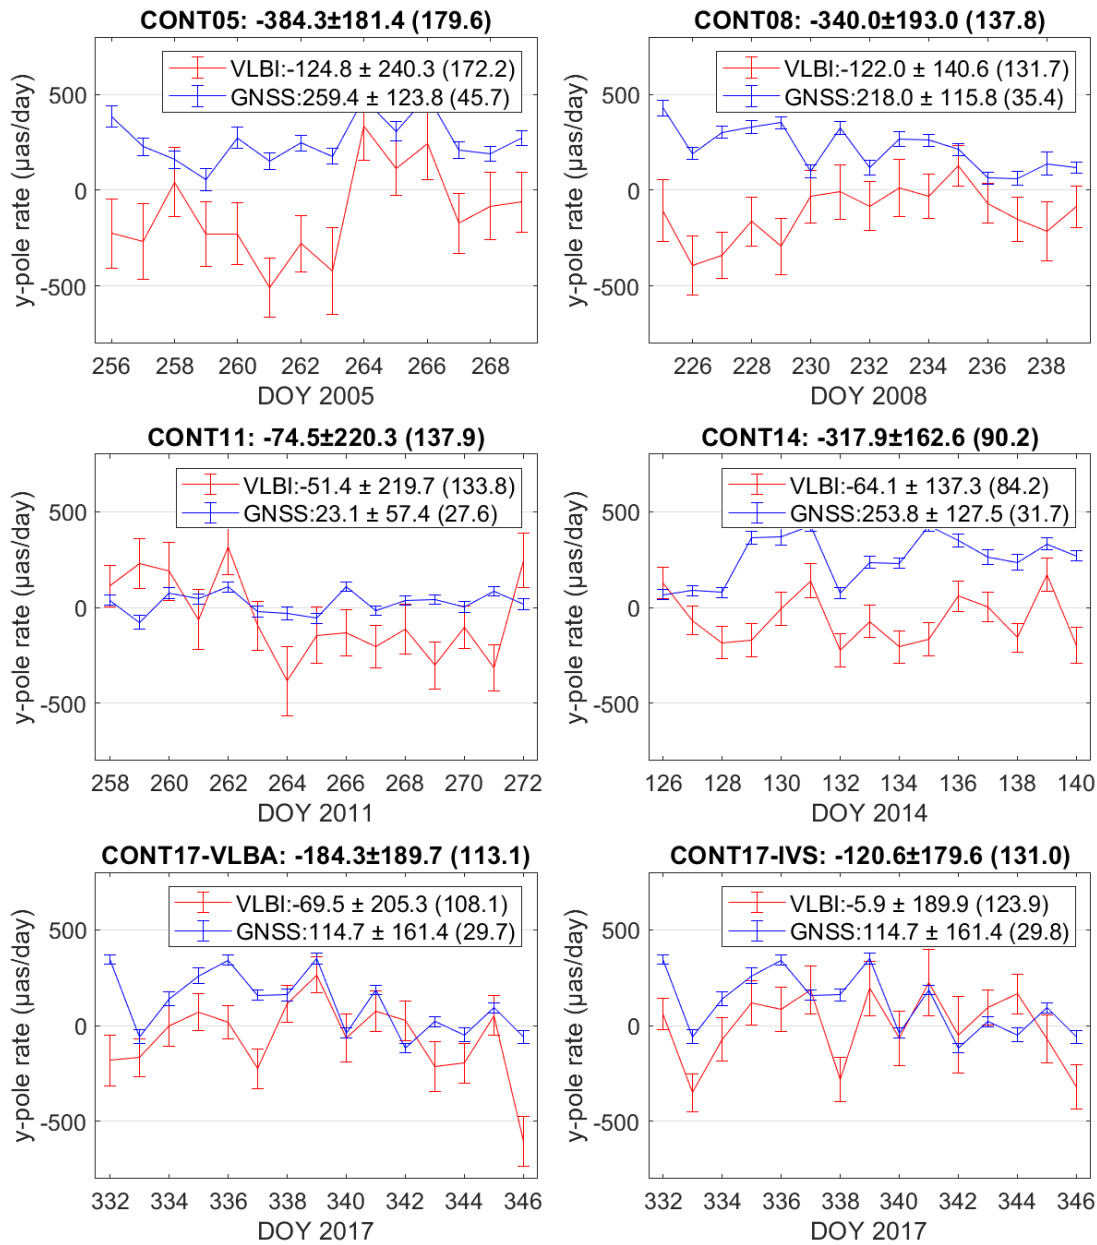 CONT05: -384.3±181.4 (179.6)
VLBI:-124.8 ± 240.3 (172.2)
GNSS:259.4 ± 123.8 (45.7)
y-pole rate (μas/day)
500
0
-500
256 258 260 262 264 266 268
DOY 2005
CONT08: -340.0±193.0 (137.8)
VLBI:-122.0 ± 140.6 (131.7)
GNSS:218.0 ± 115.8 (35.4)
y-pole rate (μas/day)
500
0
-500
226 228 230 232 234 236 238
DOY 2008
CONT11: -74.5±220.3 (137.9)
VLBI:-51.4 ± 219.7 (133.8)
GNSS:23.1 ± 57.4 (27.6)
y-pole rate (μas/day)
500
0
-500
258 260 262 264 266 268 270 272
DOY 2011
CONT14: -317.9±162.6 (90.2)
VLBI:-64.1 ± 137.3 (84.2)
GNSS:253.8 ± 127.5 (31.7)
y-pole rate (μas/day)
500
0
-500
126 128 130 132 134 136 138 140
DOY 2014
CONT17-VLBA: -184.3±189.7 (113.1)
VLBI:-69.5 ± 205.3 (108.1)
GNSS:114.7 ± 161.4 (29.7)
y-pole rate (μas/day)
500
0
-500
332 334 336 338 340 342 344 346
DOY 2017
CONT17-IVS: -120.6±179.6 (131.0)
VLBI:-5.9 ± 189.9 (123.9)
GNSS:114.7 ± 161.4 (29.8)
y-pole rate (μas/day)
500
0
-500
332 334 336 338 340 342 344 346
DOY 2017